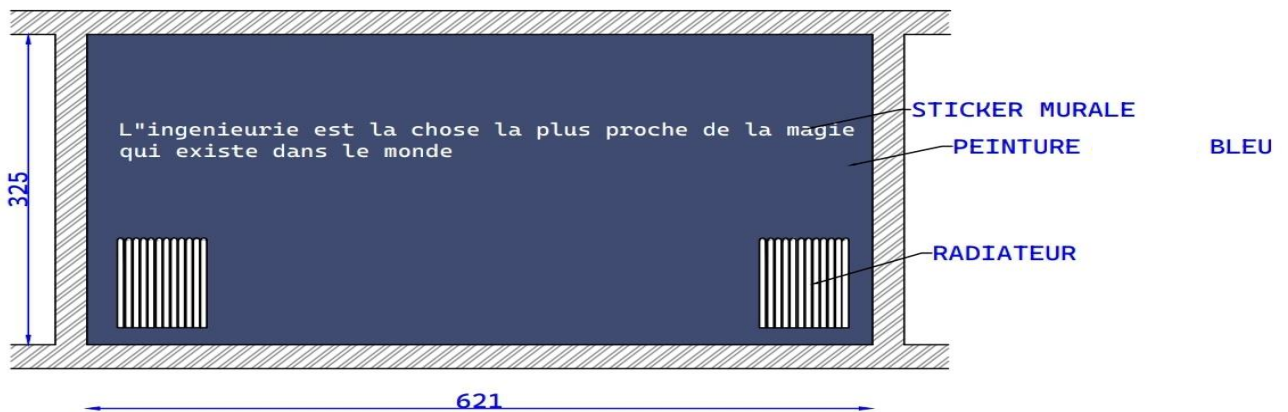 L"ingenieurie est la chose la plus proche de la magie
qui existe dans le monde
STICKER MURALE
PEINTURE BLEU
RADIATEUR
325
621